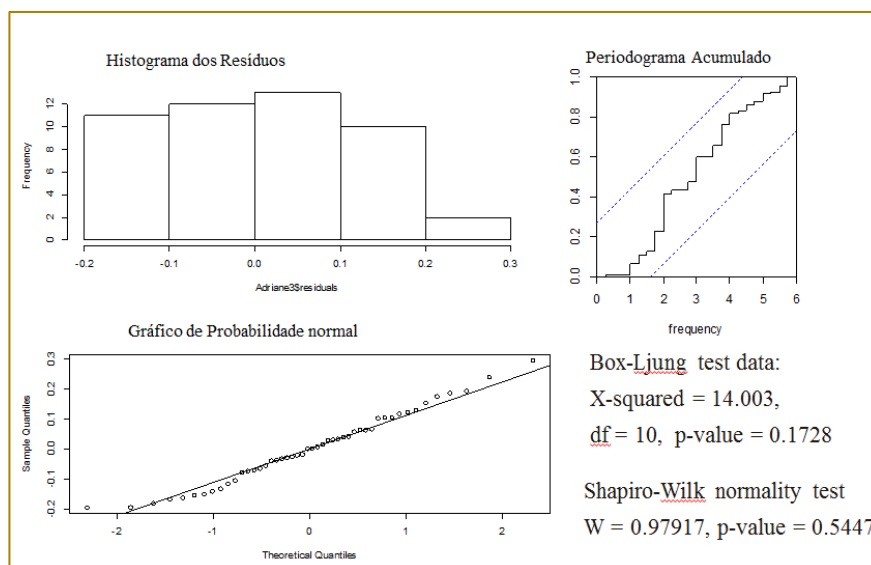 Histograma dos Resíduos
Frequency
12
10
8
6
4
2
0
-0.2 -0.1 0.0 0.1 0.2 0.3
Adriane3$residuals
Periodograma Acumulado
1.0
0.8
0.6
0.4
0.2
0.0
0 1 2 3 4 5 6
frequency
Gráfico de Probabilidade normal
Sample Quantiles
0.3
0.2
0.1
0.0
-0.1
-0.2
-2 -1 0 1 2
Theoretical Quantiles
Box-Ljung test data:
X-squared = 14.003,
df = 10, p-value = 0.1728
Shapiro-Wilk normality test
W = 0.97917, p-value = 0.5447